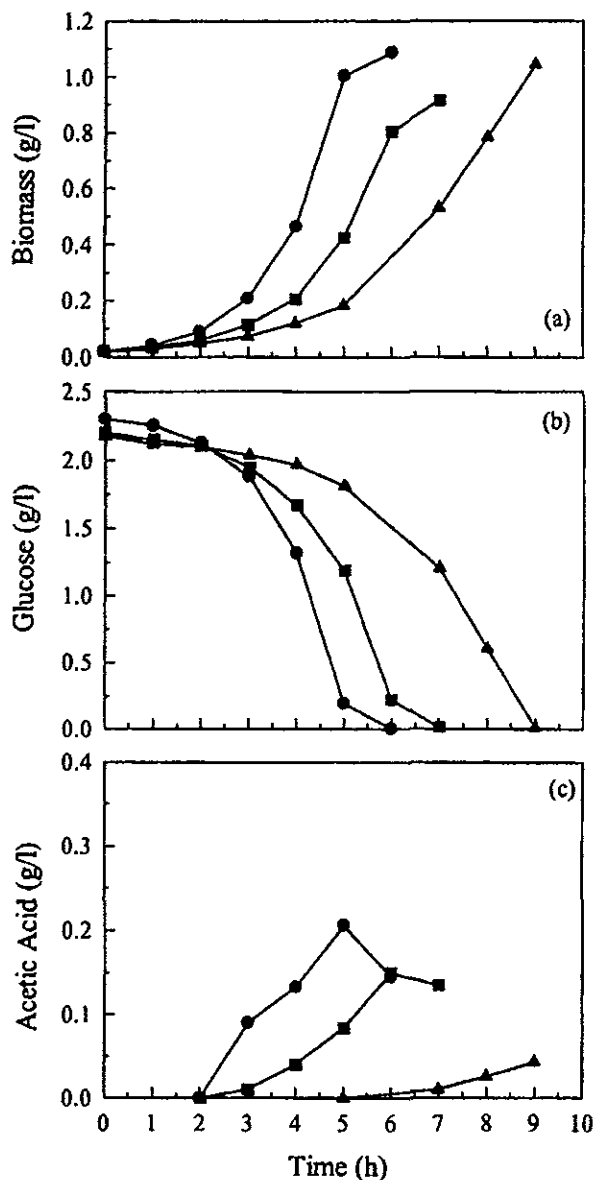 1.2
1.0
0.8
0.6
0.4
0.2
0.0
Biomass (g/l)
(a)
2.5
2.0
1.5
1.0
0.5
0.0
Glucose (g/l)
(b)
0.4
0.3
0.2
0.1
0.0
Acetic Acid (g/l)
(c)
0 1 2 3 4 5 6 7 8 9 10
Time (h)